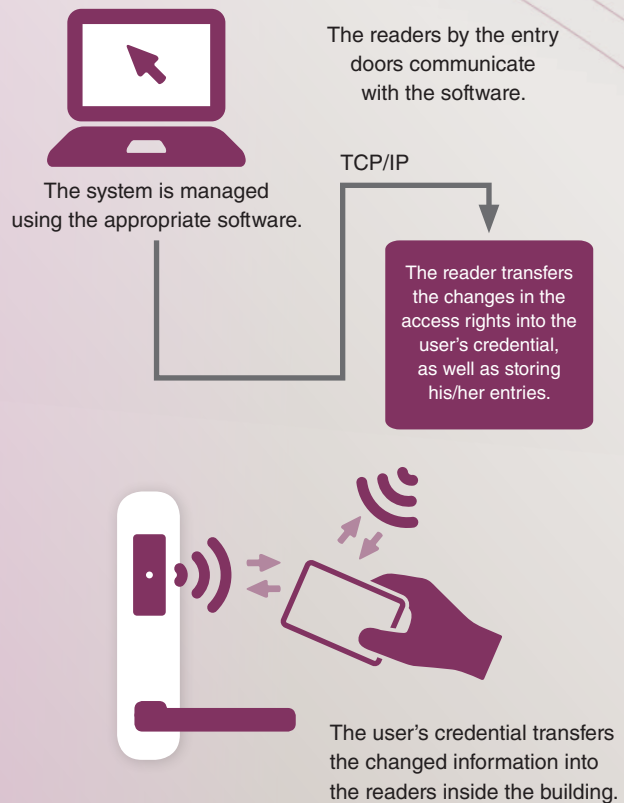 The readers by the entry
doors communicate
with the software.
TCP/IP
The system is managed
using the appropriate software.
The reader transfers
the changes in the
access rights into the
user's credential,
as well as storing
his/her entries.
The user's credential transfers
the changed information into
the readers inside the building.